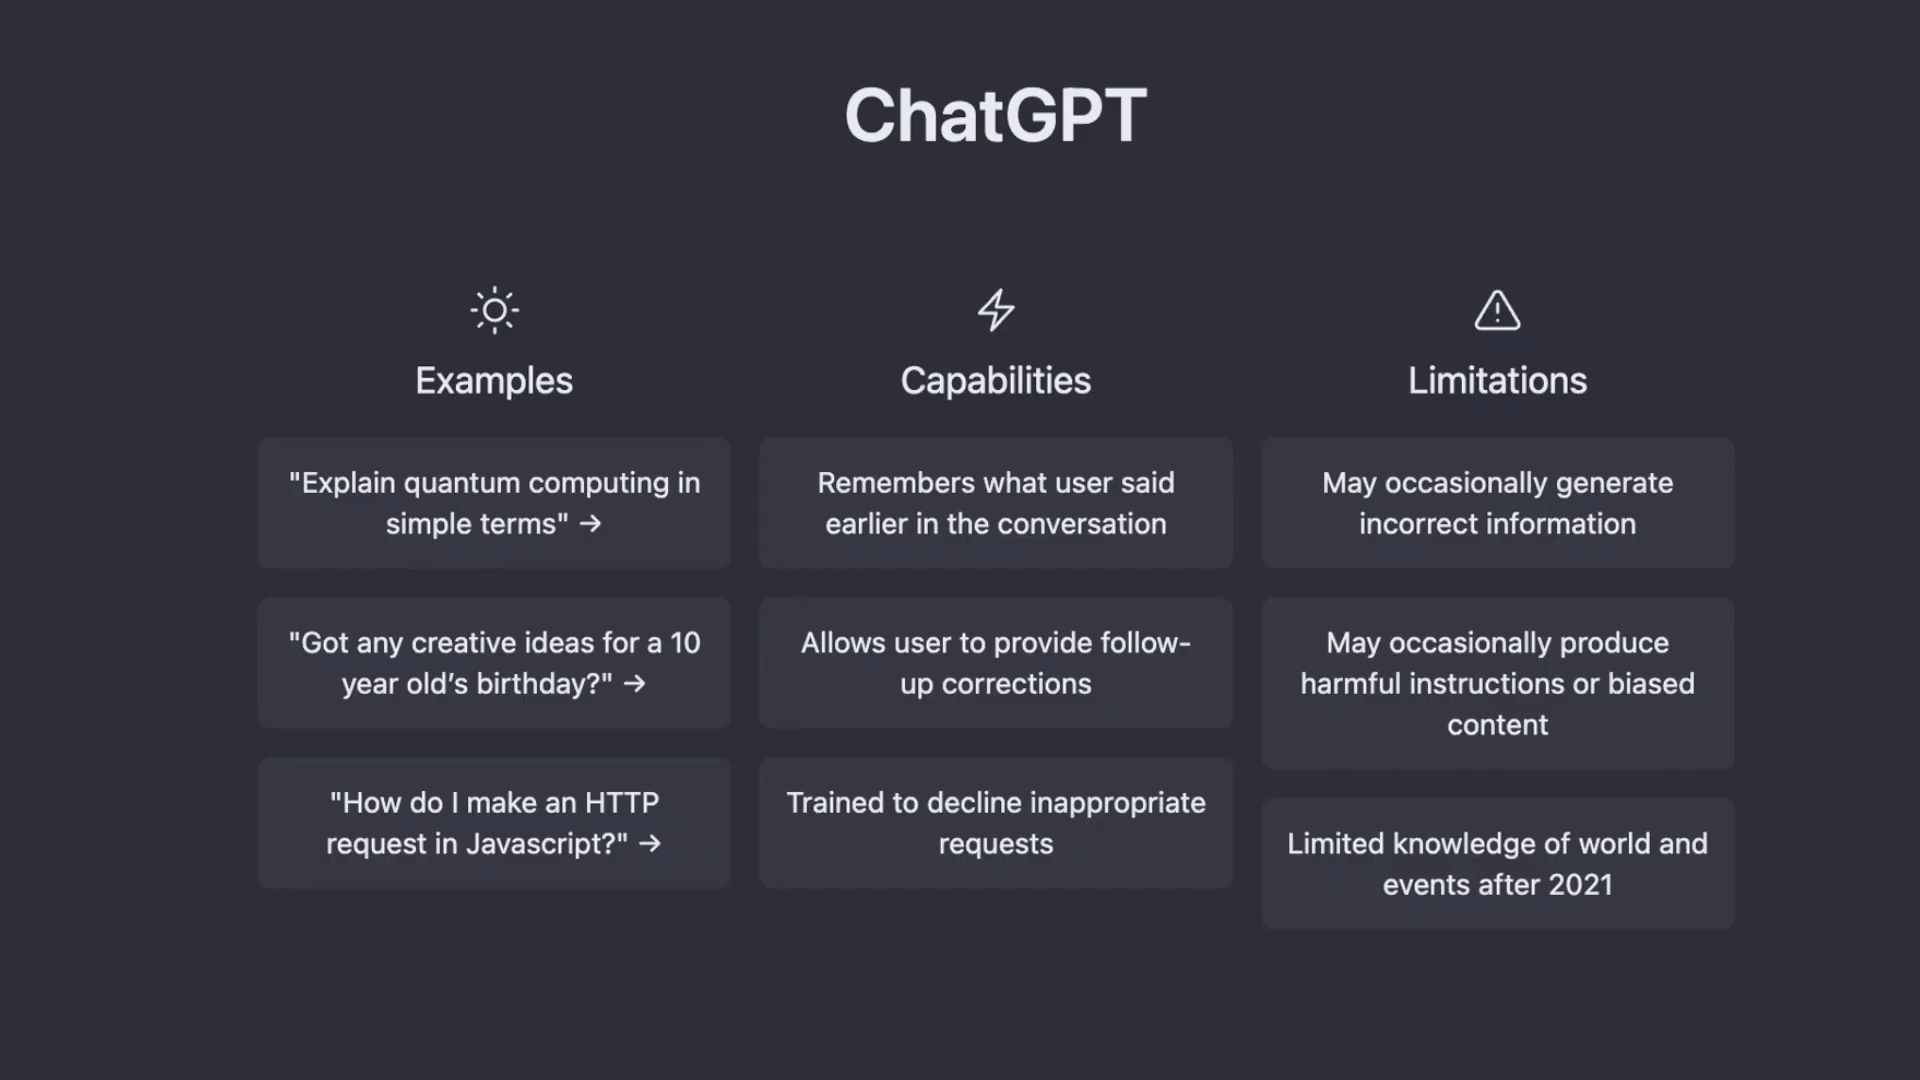 ChatGPT
Examples
"Explain quantum computing in
simple terms" →
"Got any creative ideas for a 10
year old’s birthday?" →
"How do I make an HTTP
request in Javascript?" →
Capabilities
Remembers what user said
earlier in the conversation
Allows user to provide follow-
up corrections
Trained to decline inappropriate
requests
Limitations
May occasionally generate
incorrect information
May occasionally produce
harmful instructions or biased
content
Limited knowledge of world and
events after 2021